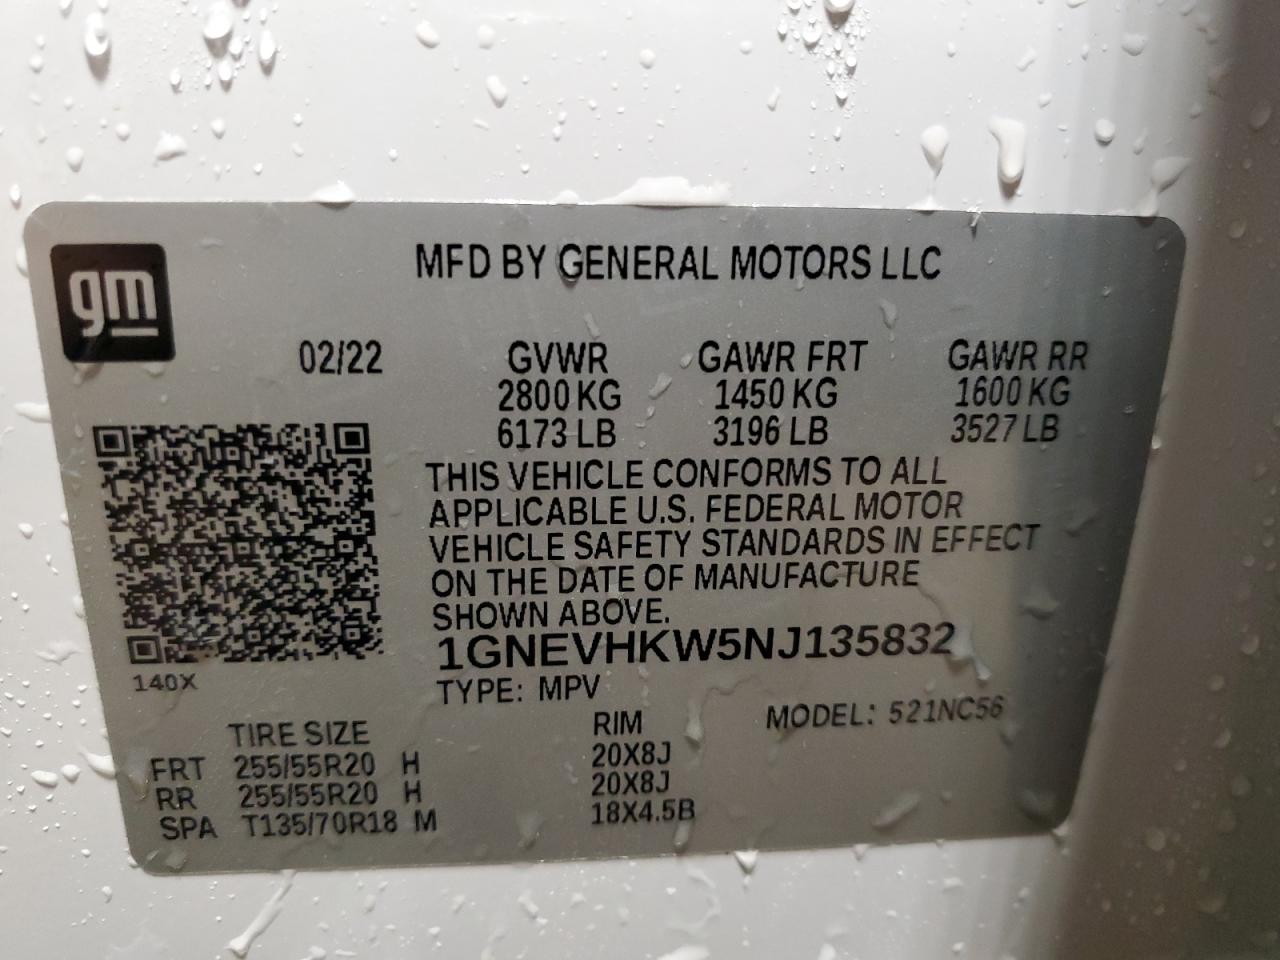 gm
MFD BY GENERAL MOTORS LLC
02/22 GVWR GAWR FRT GAWR RR
2800 KG 1450 KG 1600 KG
6173 LB 3196 LB 3527 LB
THIS VEHICLE CONFORMS TO ALL
APPLICABLE U.S. FEDERAL MOTOR
VEHICLE SAFETY STANDARDS IN EFFECT
ON THE DATE OF MANUFACTURE
SHOWN ABOVE.
1GNEVHKW5NJ135832
140X
TYPE: MPV
MODEL: 521NC56
TIRE SIZE RIM
FRT 255/55R20 H 20X8J
RR 255/55R20 H 20X8J
SPA T135/70R18 M 18X4.5B